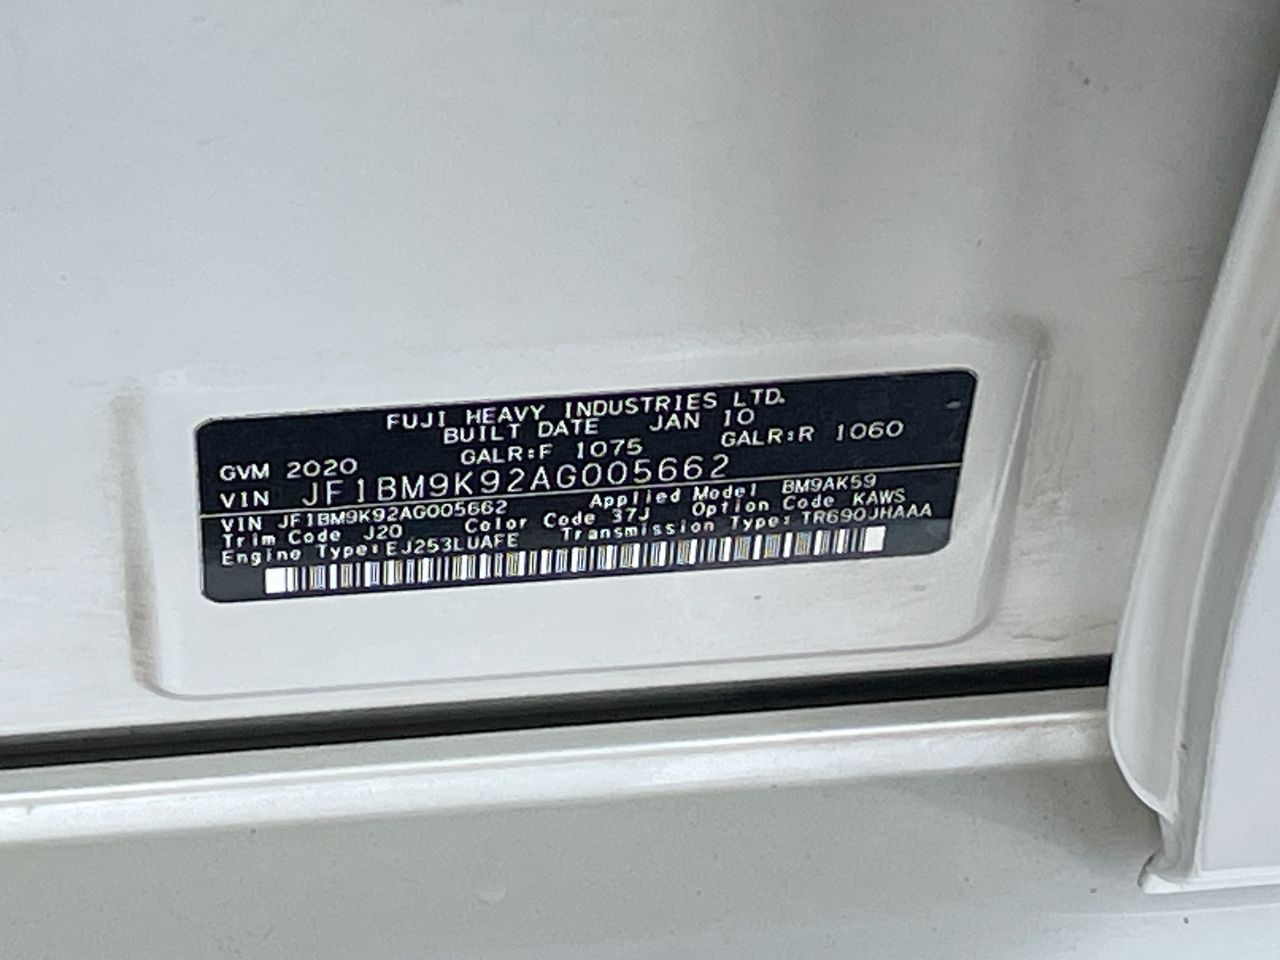 FUJI HEAVY INDUSTRIES LTD.
BUILT DATE JAN 10
GVM 2020 GALR:F 1075 GALR:R 1060
VIN JF1BM9K92AG005662
VIN JF1BM9K92AG005662 Applied Model BM9AK59
Trim Code J20 Color Code 37J Option Code KAWS
Engine Type:EJ253LUAFE Transmission Type:TR690JHAAA